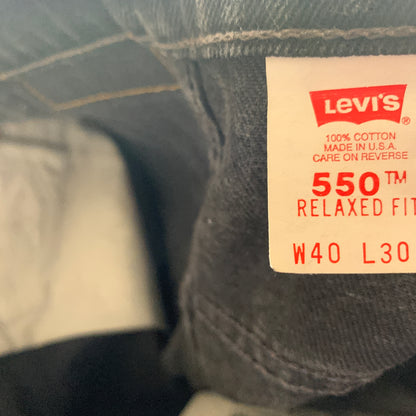 LEVI'S ®
100% COTTON
MADE IN U.S.A.
CARE ON REVERSE
550™
RELAXED FIT
W40 L30